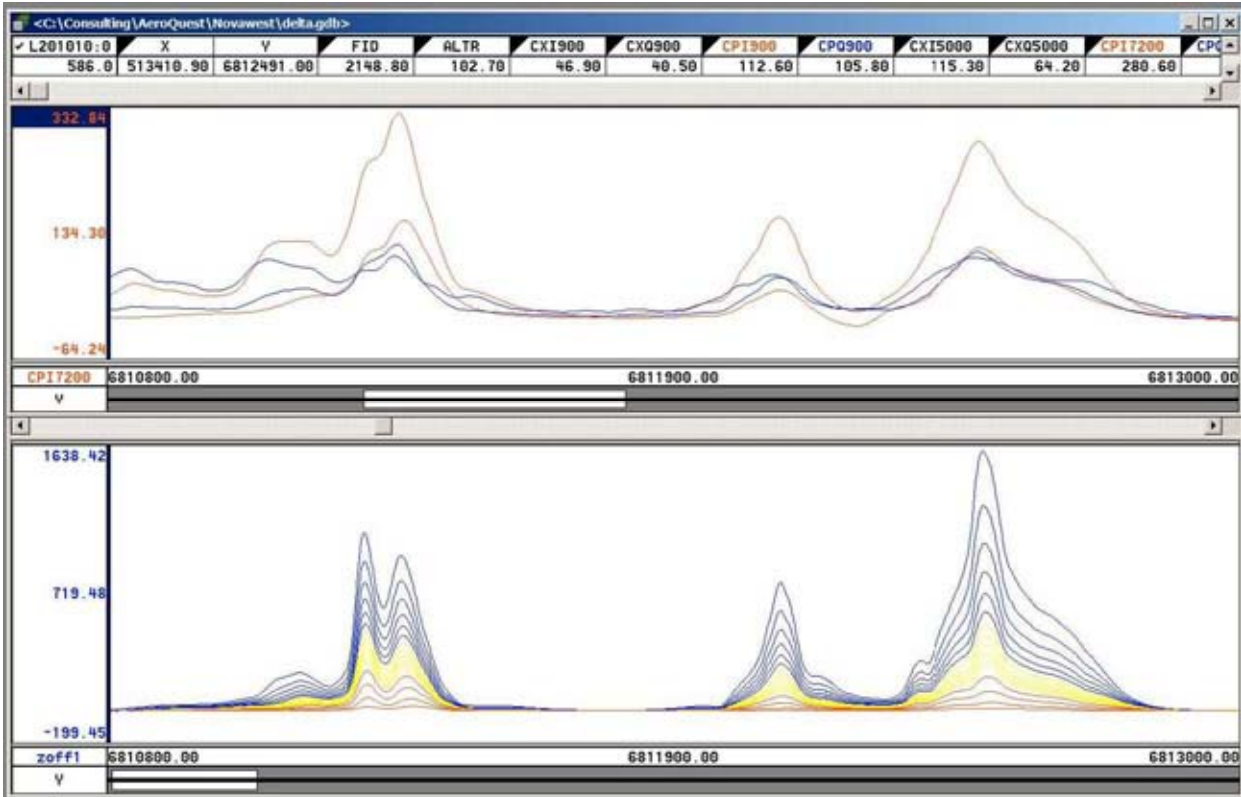 <C:\Consulting\AeroQuest\Novawest\delta.gdb>
L201010:0 X Y FID ALTR CXI900 CXQ900 CPI900 CPQ900 CXI5000 CXQ5000 CPI7200
586.0 513410.90 6812491.00 2148.80 102.70 46.90 40.50 112.60 105.80 115.30 64.20 280.60
332.84
134.30
-64.24
CPI7200 6810800.00 6811900.00 6813000.00
Y
1638.42
719.48
-199.45
zoff1 6810800.00 6811900.00 6813000.00
Y